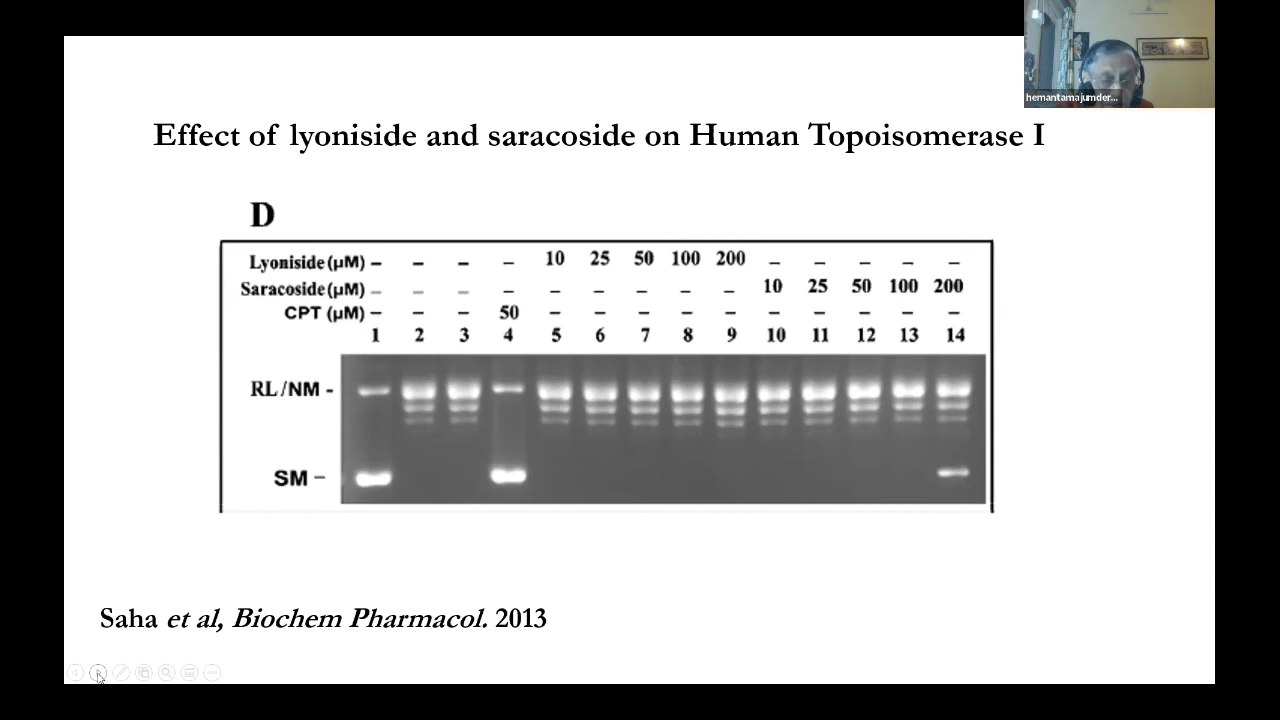 hemantamajumder...
Effect of lyoniside and saracoside on Human Topoisomerase I
D
Lyoniside (µM) – – – – 10 25 50 100 200 – – – – –
Saracoside (µM) – – – – – – – – – 10 25 50 100 200
CPT (µM) – – – 50 – – – – – – – – – –
1 2 3 4 5 6 7 8 9 10 11 12 13 14
RL/NM -
SM –
Saha et al, Biochem Pharmacol. 2013